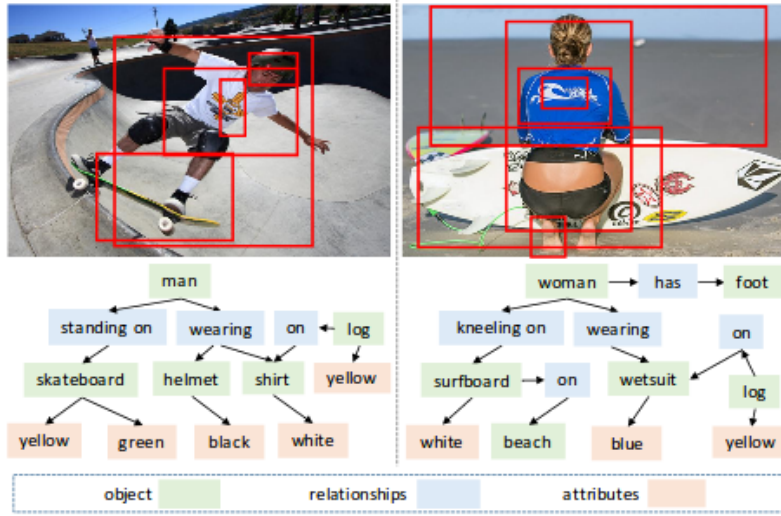 man
standing on
wearing
on
log
skateboard
helmet
shirt
yellow
yellow
green
black
white
woman
has
foot
kneeling on
wearing
on
surfboard
on
wetsuit
log
white
beach
blue
yellow
object
relationships
attributes